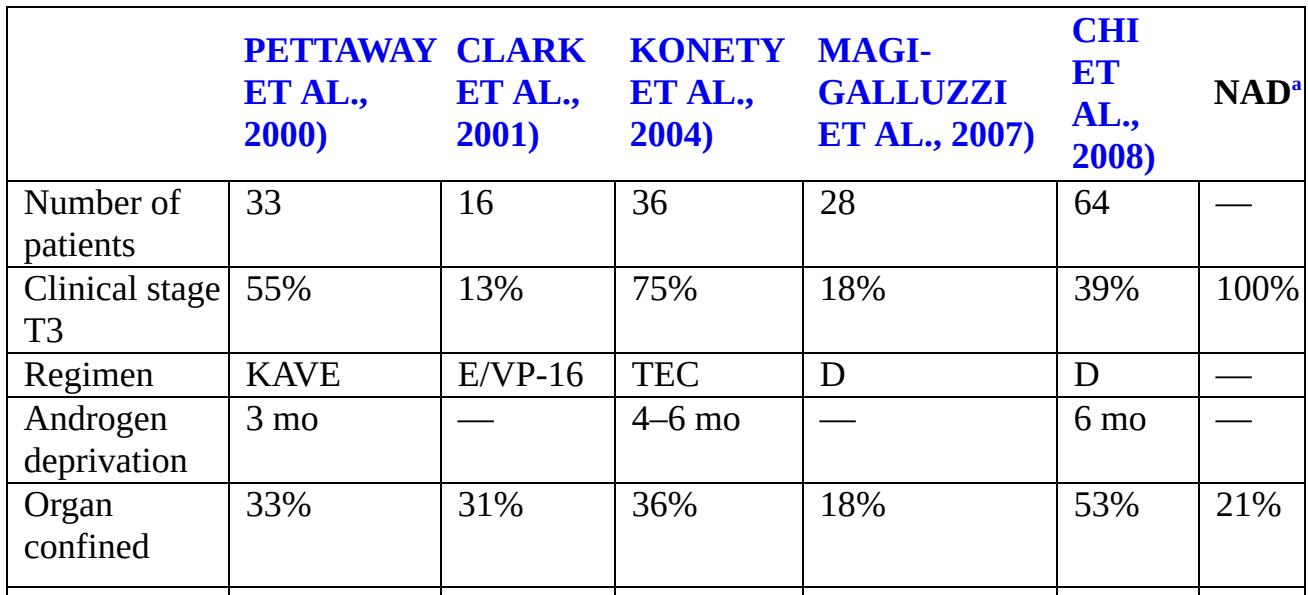 PETTAWAY ET AL., 2000)
CLARK ET AL., 2001)
KONETY ET AL., 2004)
MAGI-GALLUZZI ET AL., 2007)
CHI ET AL., 2008)
NADa
Number of patients 33 16 36 28 64 —
Clinical stage T3 55% 13% 75% 18% 39% 100%
Regimen KAVE E/VP-16 TEC D D —
Androgen deprivation 3 mo — 4–6 mo — 6 mo —
Organ confined 33% 31% 36% 18% 53% 21%